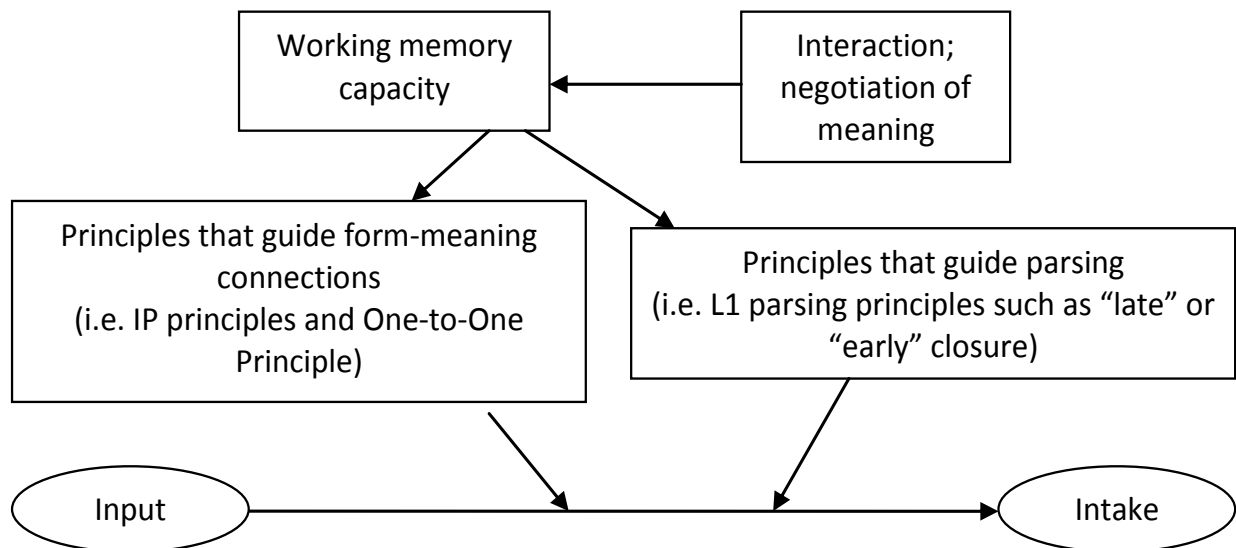 Working memory
capacity
Interaction;
negotiation of
meaning
Principles that guide form-meaning
connections
(i.e. IP principles and One-to-One
Principle)
Principles that guide parsing
(i.e. L1 parsing principles such as “late” or
“early” closure)
Input
Intake